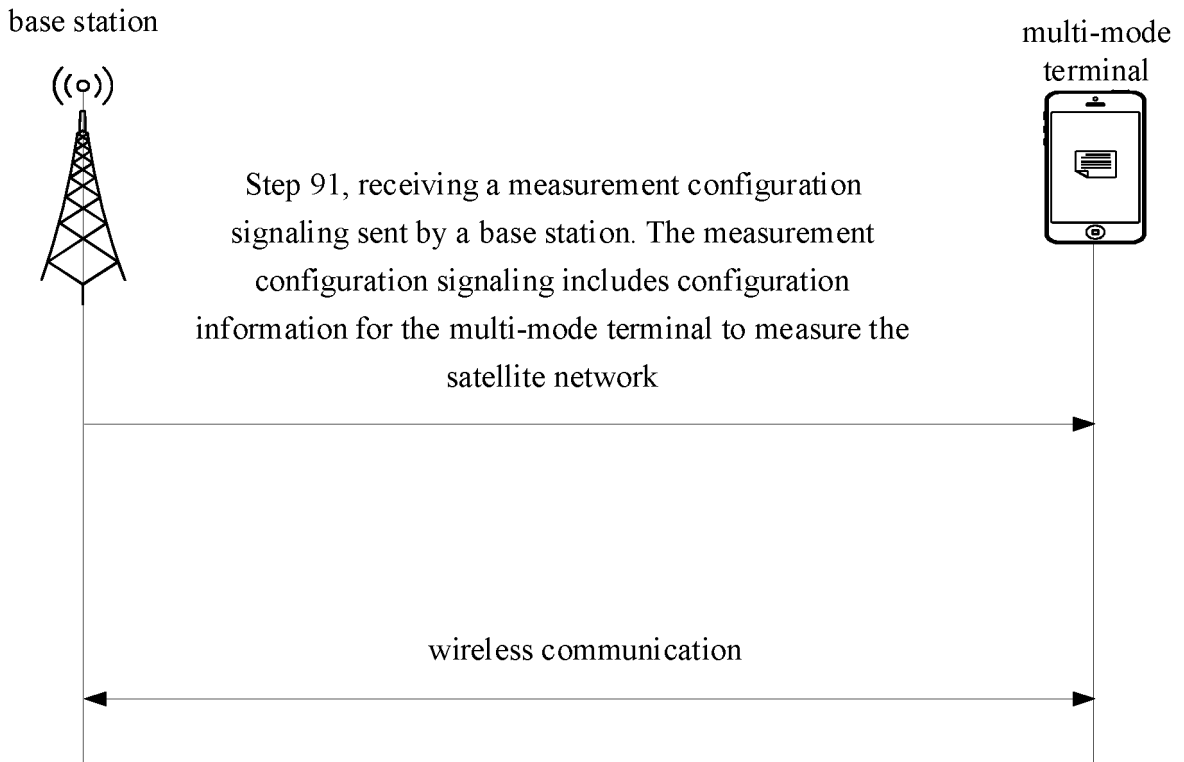 base station
multi-mode
terminal
Step 91, receiving a measurement configuration
signaling sent by a base station. The measurement
configuration signaling includes configuration
information for the multi-mode terminal to measure the
satellite network
wireless communication